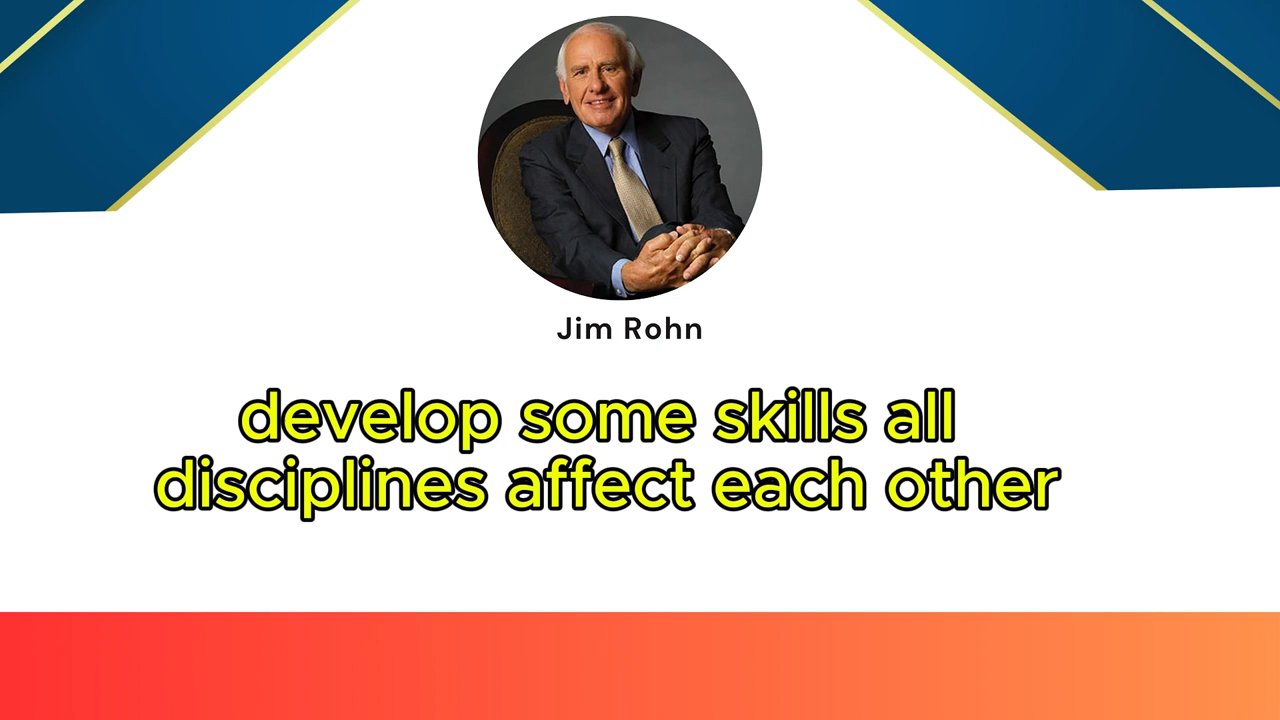 Jim Rohn
develop some skills all
disciplines affect each other